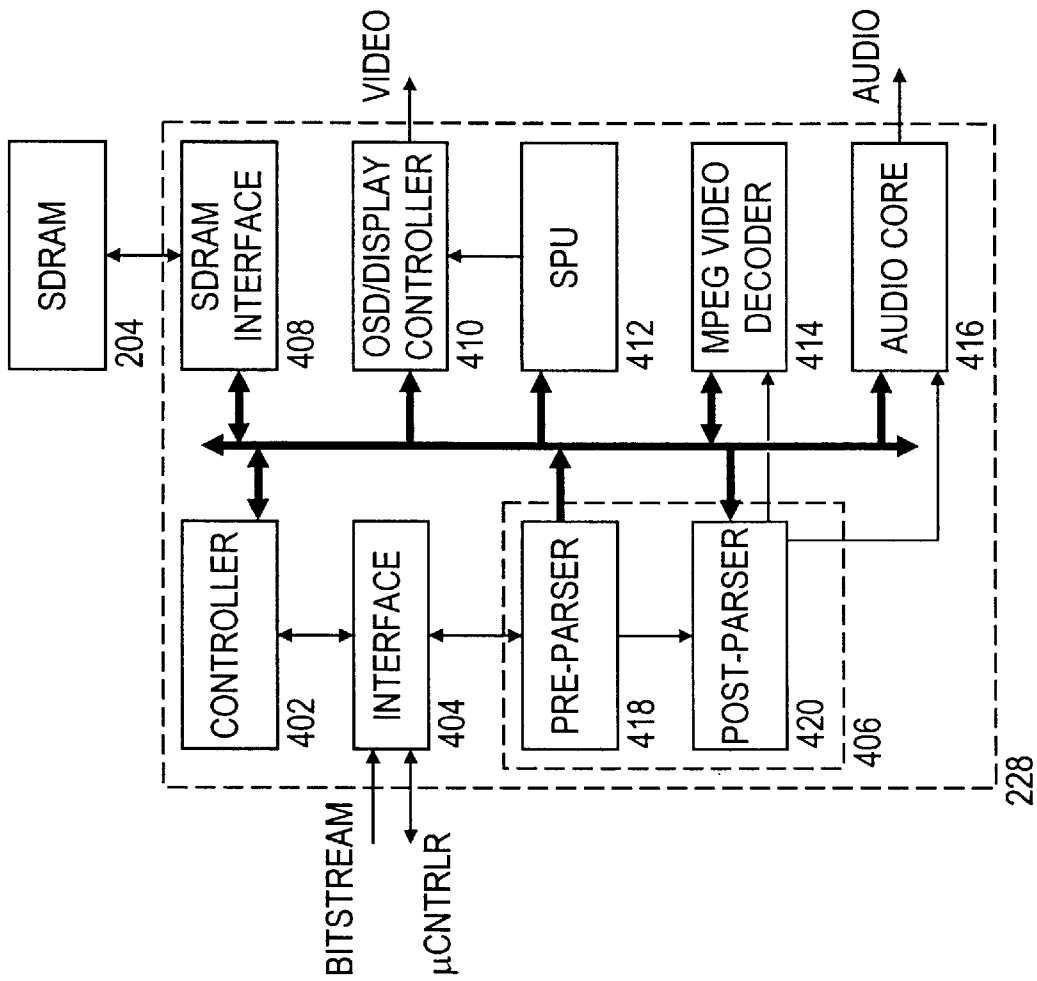 SDRAM
204
SDRAM
INTERFACE
408
OSD/DISPLAY
CONTROLLER
410
VIDEO
SPU
412
MPEG VIDEO
DECODER
414
AUDIO CORE
416
AUDIO
CONTROLLER
402
INTERFACE
404
PRE-PARSER
418
POST-PARSER
420
406
BITSTREAM
μCNTRLR
228